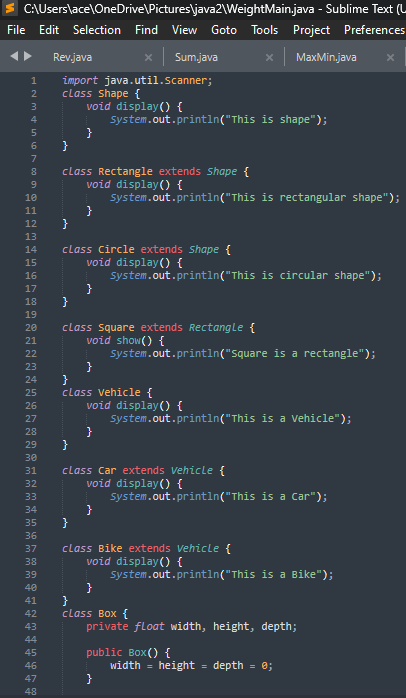 C:\Users\ace\OneDrive\Pictures\java2\WeightMain.java - Sublime Text (U
File Edit Selection Find View Goto Tools Project Preferences
Rev.java × Sum.java × MaxMin.java ×
1 import java.util.Scanner;
2 class Shape {
3 void display() {
4 System.out.println("This is shape");
5 }
6 }
7
8 class Rectangle extends Shape {
9 void display() {
10 System.out.println("This is rectangular shape");
11 }
12 }
13
14 class Circle extends Shape {
15 void display() {
16 System.out.println("This is circular shape");
17 }
18 }
19
20 class Square extends Rectangle {
21 void show() {
22 System.out.println("Square is a rectangle");
23 }
24 }
25 class Vehicle {
26 void display() {
27 System.out.println("This is a Vehicle");
28 }
29 }
30
31 class Car extends Vehicle {
32 void display() {
33 System.out.println("This is a Car");
34 }
35 }
36
37 class Bike extends Vehicle {
38 void display() {
39 System.out.println("This is a Bike");
40 }
41 }
42 class Box {
43 private float width, height, depth;
44
45 public Box() {
46 width = height = depth = 0;
47 }
48